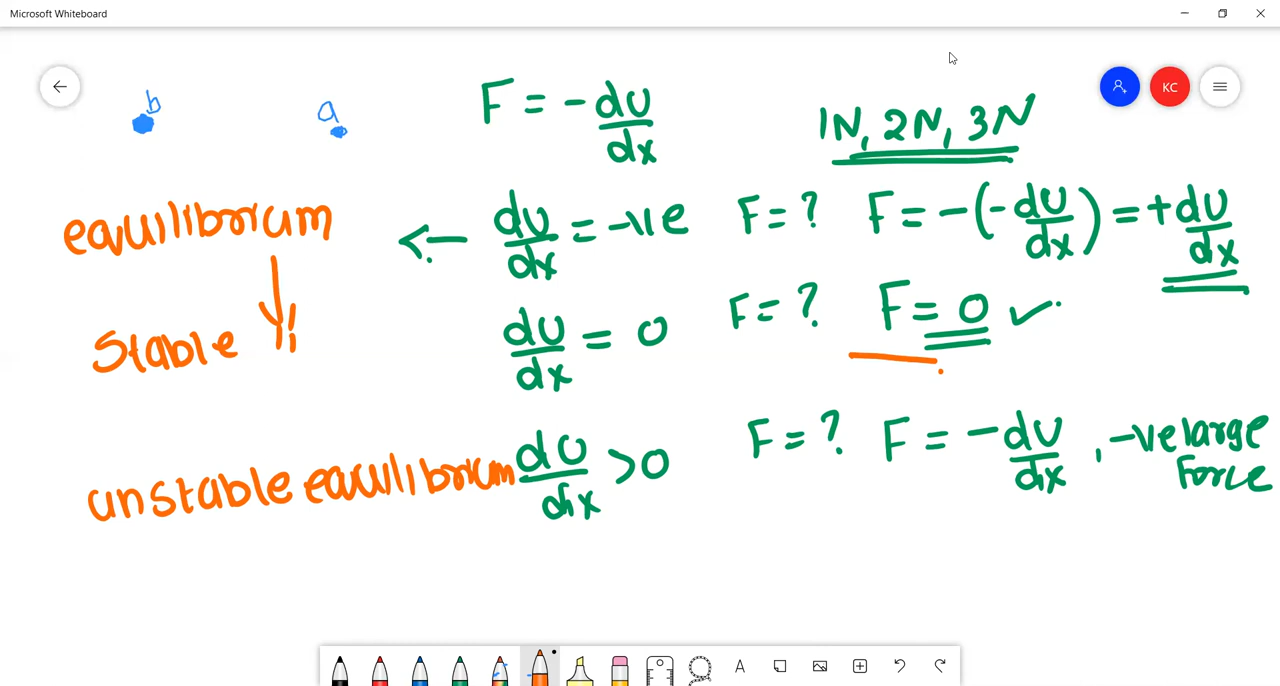 Microsoft Whiteboard
b a
F = -dU/dx
1N, 2N, 3N
KC
equilibrium
dU/dx = -ve F = ? F = -(-dU/dx) = +dU/dx
Stable
dU/dx = 0 F = ? F = 0 ✓
unstable equilibrium dU/dx > 0 F = ? F = -dU/dx, -ve large
Force
A